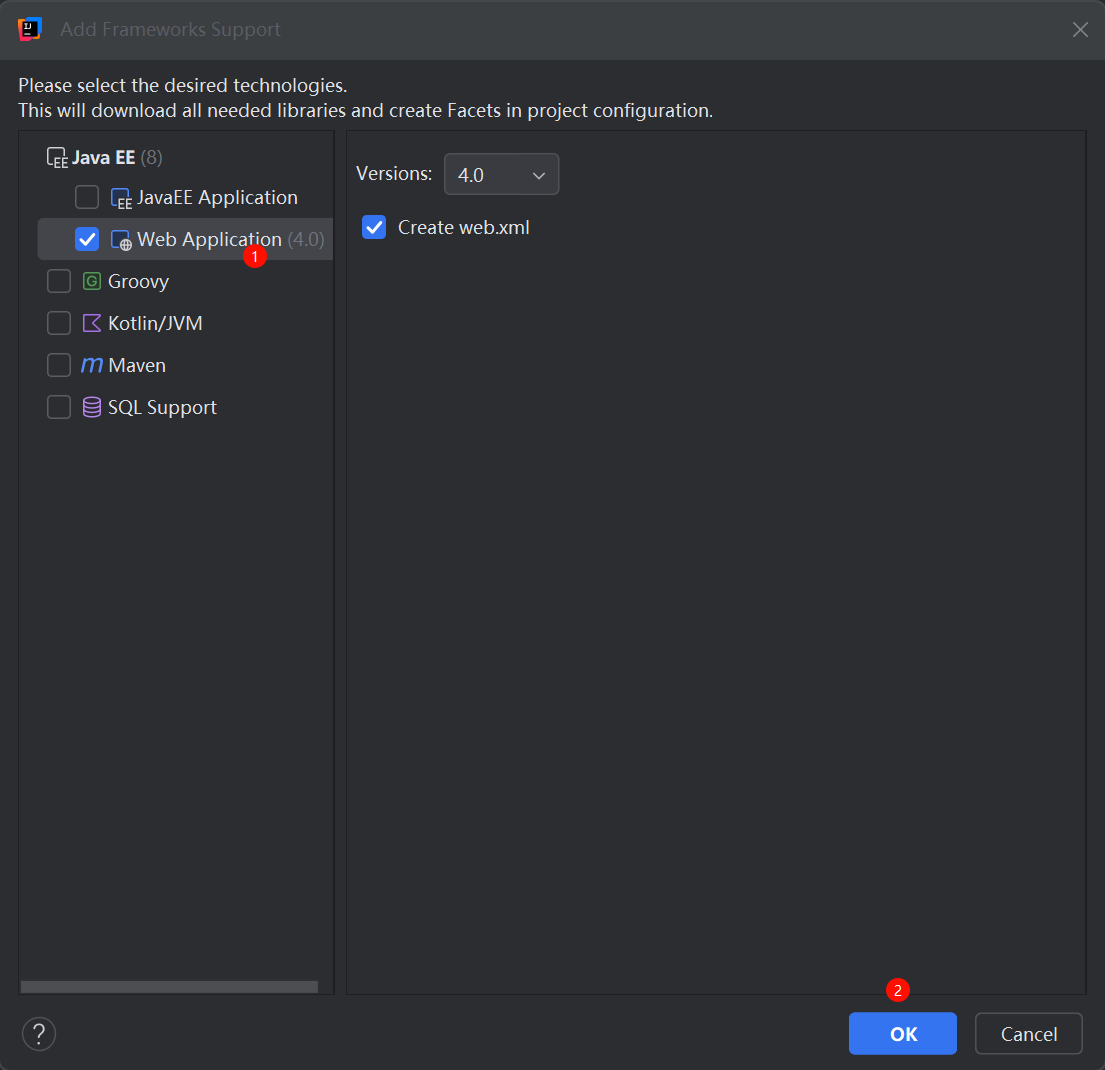 Add Frameworks Support
Please select the desired technologies.
This will download all needed libraries and create Facets in project configuration.
Java EE (8)
JavaEE Application
Web Application (4.0)
1
Groovy
Kotlin/JVM
Maven
SQL Support
Versions: 4.0
Create web.xml
2
? OK Cancel